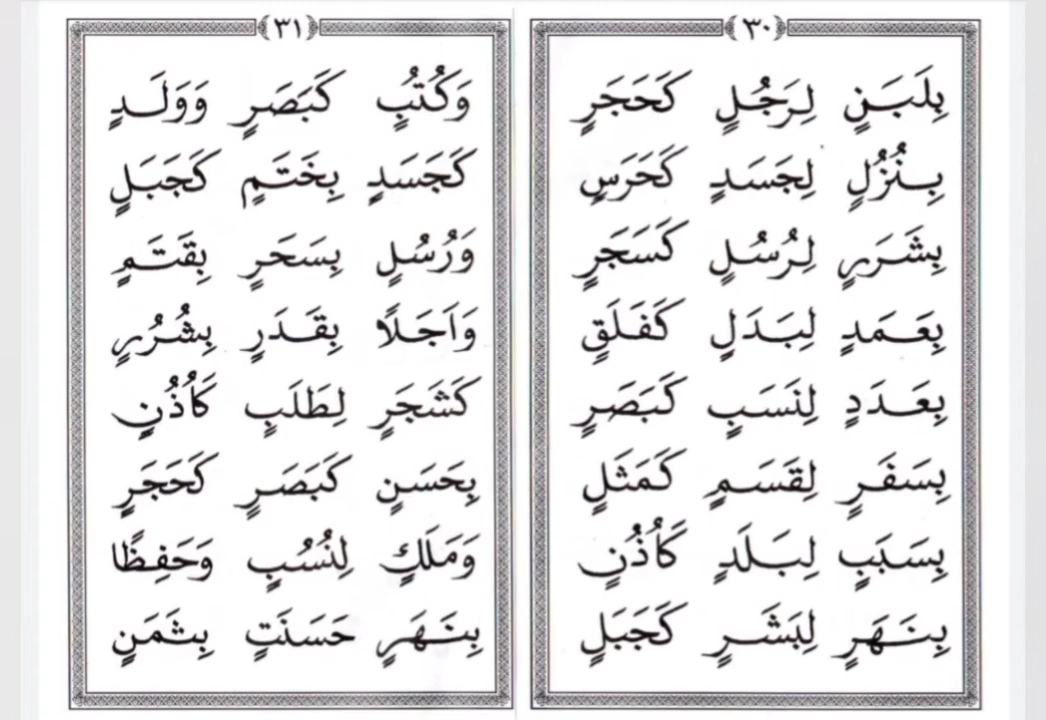 ﴿٣٠﴾
بِلَبَنٍ لِرَجُلٍ كَحَجَرٍ
بِنُزُلٍ لِجَسَدٍ كَحَرَسٍ
بِشَرَرٍ لِرُسُلٍ كَسَجَرٍ
بِعَمَدٍ لِبَدَلٍ كَفَلَقٍ
بِعَدَدٍ لِنَسَبٍ كَبَصَرٍ
بِسَفَرٍ لِقَسَمٍ كَمَثَلٍ
بِسَبَبٍ لِبَلَدٍ كَاُذُنٍ
بِنَهَرٍ لِبَشَرٍ كَجَبَلٍ
﴿٣١﴾
وَكُتُبٍ كَبَصَرٍ وَوَلَدٍ
كَجَسَدٍ بِخَتَمٍ كَجَبَلٍ
وَرُسُلٍ بِسَحَرٍ بِقَتَمٍ
وَاَجَلًا بِقَدَرٍ بِشُرُرٍ
كَشَجَرٍ لِطَلَبٍ كَاُذُنٍ
بِحَسَنٍ كَبَصَرٍ كَحَجَرٍ
وَمَلَكٍ لِنُسُبٍ وَحَفِظًا
بِنَهَرٍ حَسَنَتٍ بِثَمَنٍ